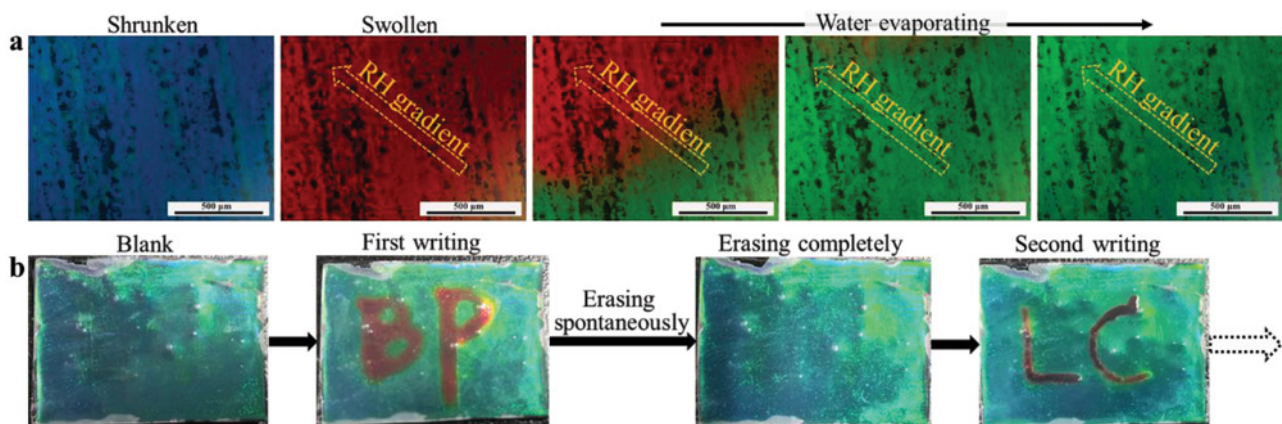 Shrunken
Swollen
Water evaporating
a
RH gradient
RH gradient
RH gradient
RH gradient
500 μm
500 μm
500 μm
500 μm
500 μm
Blank
First writing
Erasing completely
Second writing
b
BP
Erasing
spontaneously
LC